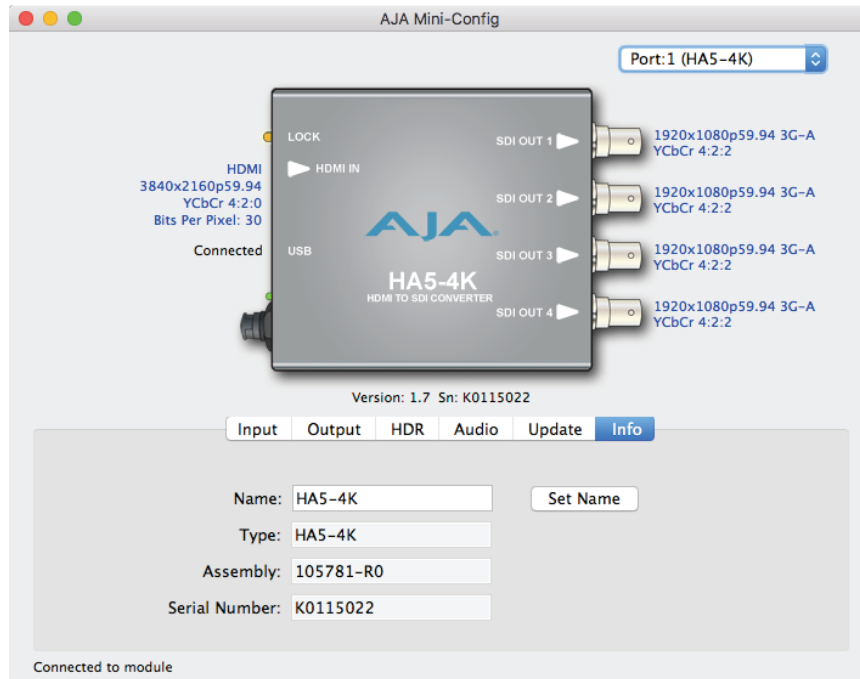 AJA Mini-Config
Port:1 (HA5-4K)
LOCK
HDMI IN
HDMI
3840x2160p59.94
YCbCr 4:2:0
Bits Per Pixel: 30
Connected
USB
AJA
HA5-4K
HDMI TO SDI CONVERTER
SDI OUT 1
1920x1080p59.94 3G-A
YCbCr 4:2:2
SDI OUT 2
1920x1080p59.94 3G-A
YCbCr 4:2:2
SDI OUT 3
1920x1080p59.94 3G-A
YCbCr 4:2:2
SDI OUT 4
1920x1080p59.94 3G-A
YCbCr 4:2:2
Version: 1.7 Sn: K0115022
Input Output HDR Audio Update Info
Name: HA5-4K Set Name
Type: HA5-4K
Assembly: 105781-R0
Serial Number: K0115022
Connected to module